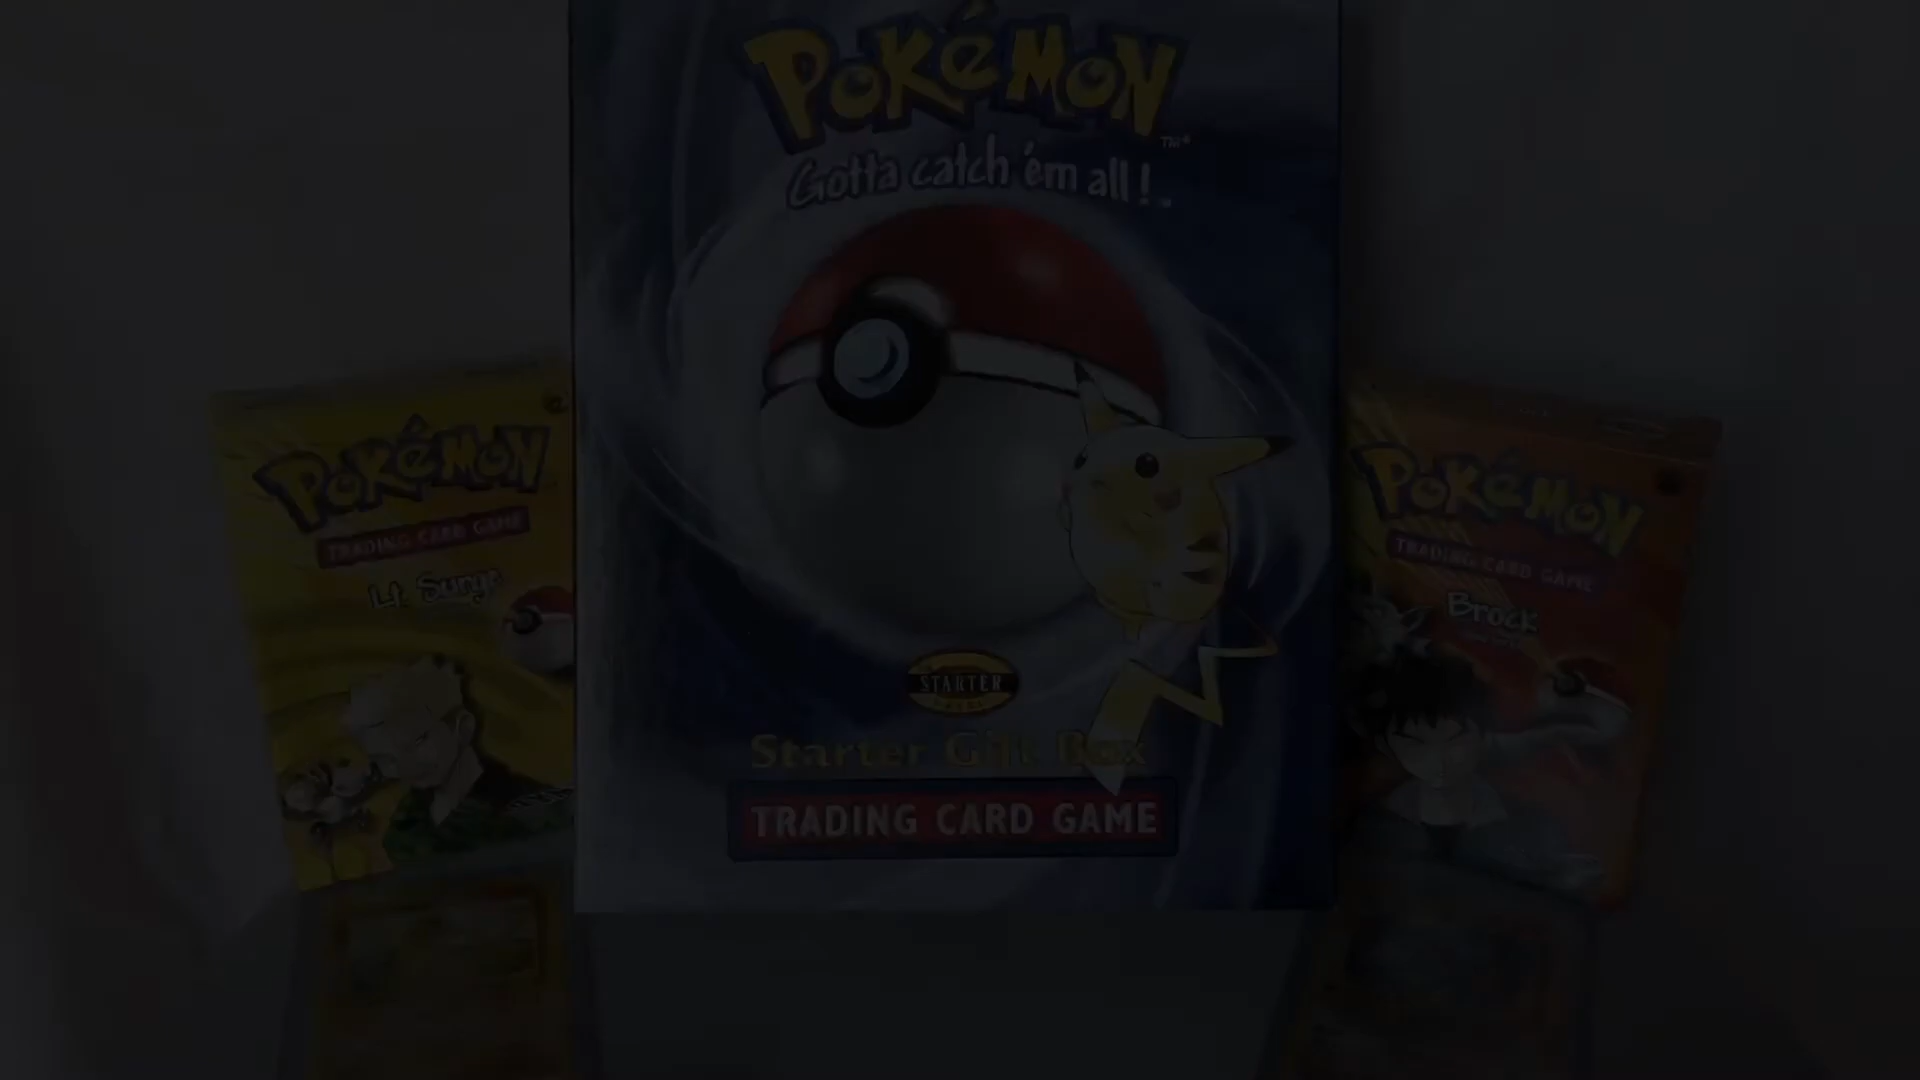 POKéMON
TM
Gotta catch 'em all!
POKéMON
TRADING CARD GAME
Lt. Surge
POKéMON
TRADING CARD GAME
Brock
STARTER
Starter Gift Box
TRADING CARD GAME